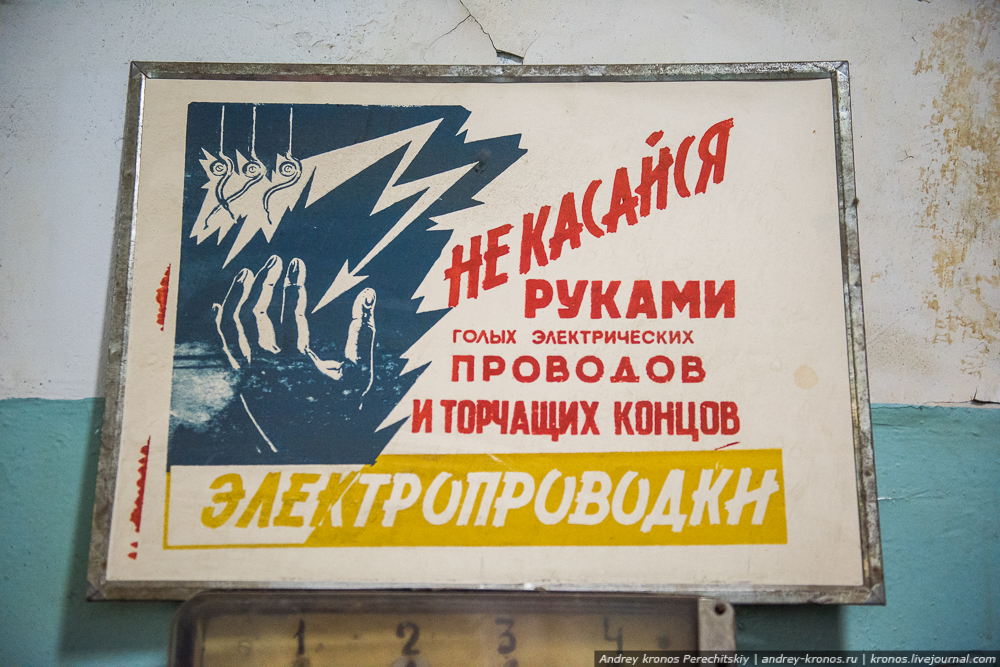 НЕ КАСАЙСЯ
РУКАМИ
ГОЛЫХ ЭЛЕКТРИЧЕСКИХ
ПРОВОДОВ
И ТОРЧАЩИХ КОНЦОВ
ЭЛЕКТРОПРОВОДКИ
1 2 3 4
Andrey kronos Perechitskiy | andrey-kronos.ru | kronos.livejournal.com